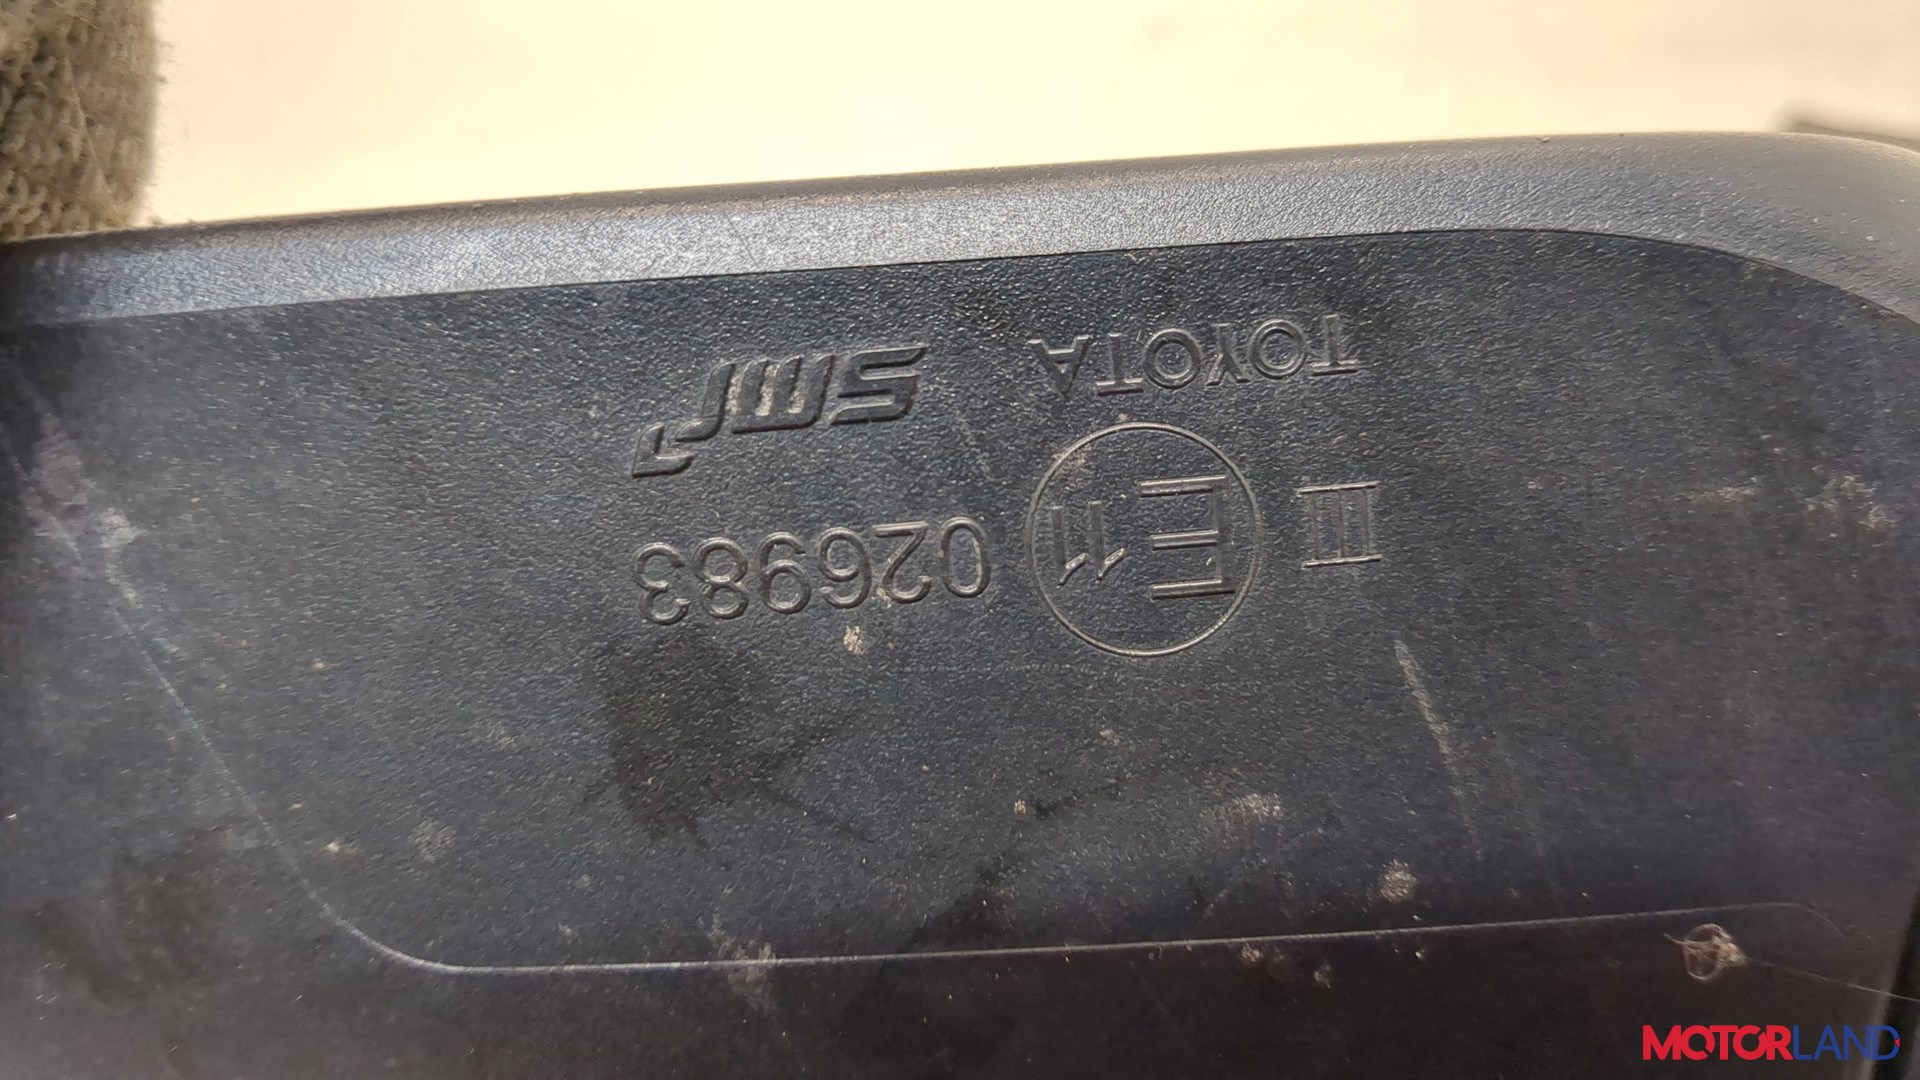 III E11 026983
TOYOTA SMR
MOTORLAND